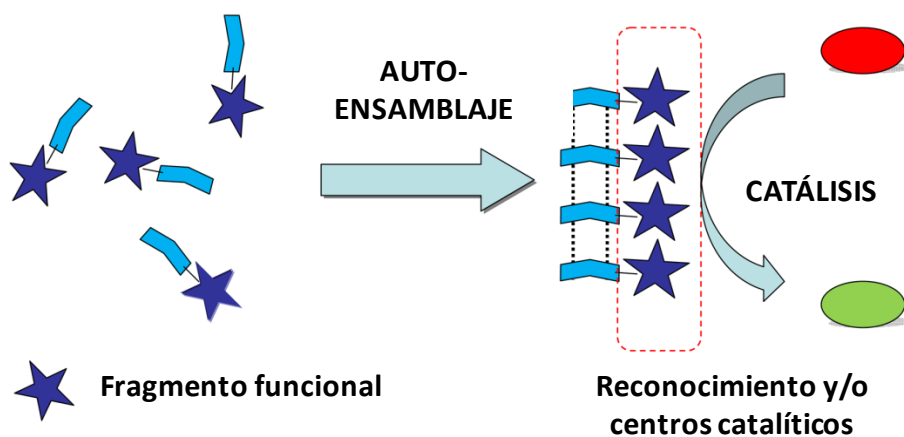 AUTO-
ENSAMBLAJE
CATÁLISIS
Fragmento funcional
Reconocimiento y/o
centros catalíticos